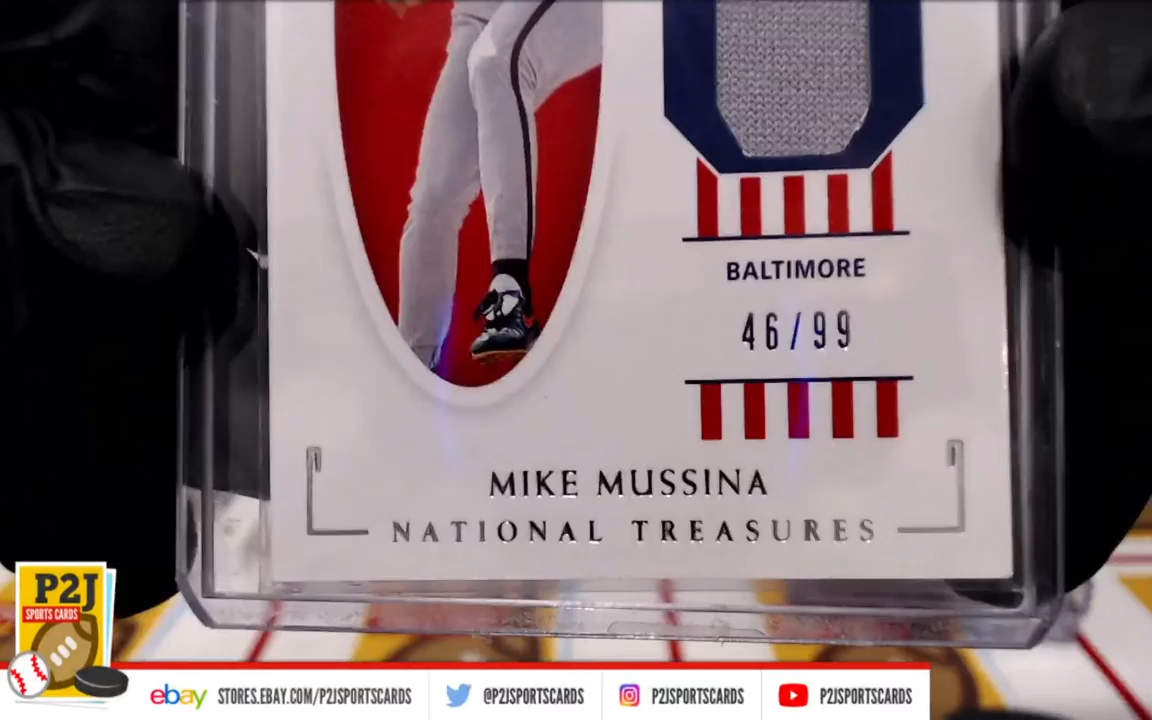 BALTIMORE
46/99
MIKE MUSSINA
NATIONAL TREASURES
P2J
SPORTS CARDS
ebay STORES.EBAY.COM/P2JSPORTSCARDS @P2JSPORTSCARDS P2JSPORTSCARDS P2JSPORTSCARDS